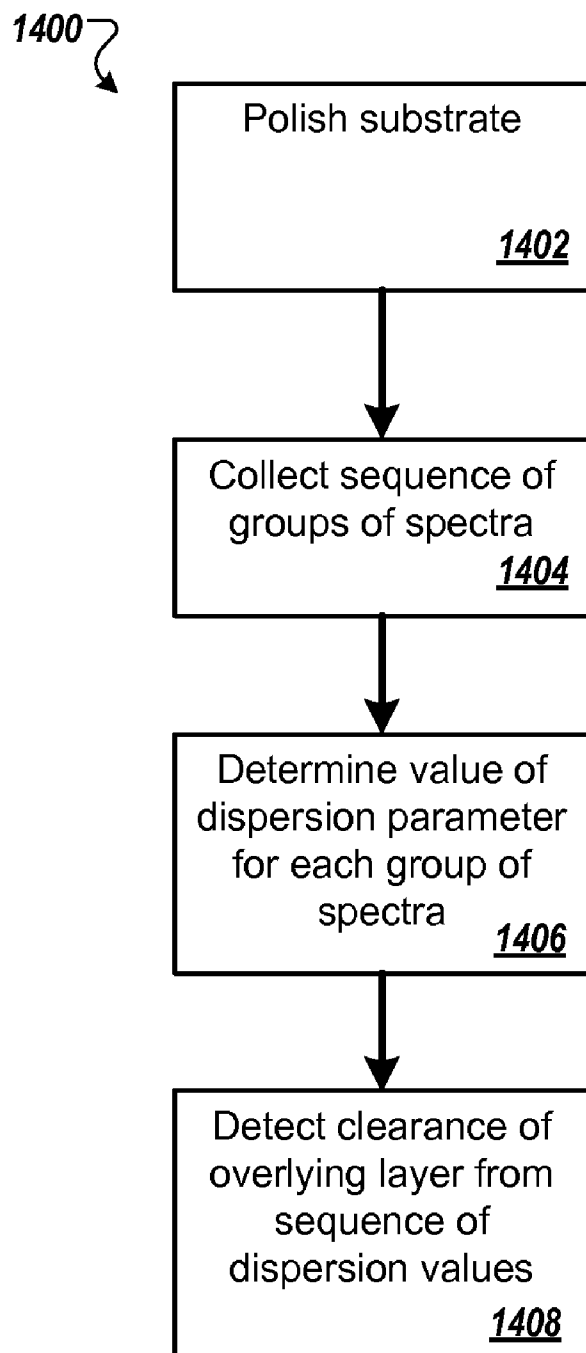 1400
Polish substrate
1402
Collect sequence of
groups of spectra
1404
Determine value of
dispersion parameter
for each group of
spectra
1406
Detect clearance of
overlying layer from
sequence of
dispersion values
1408